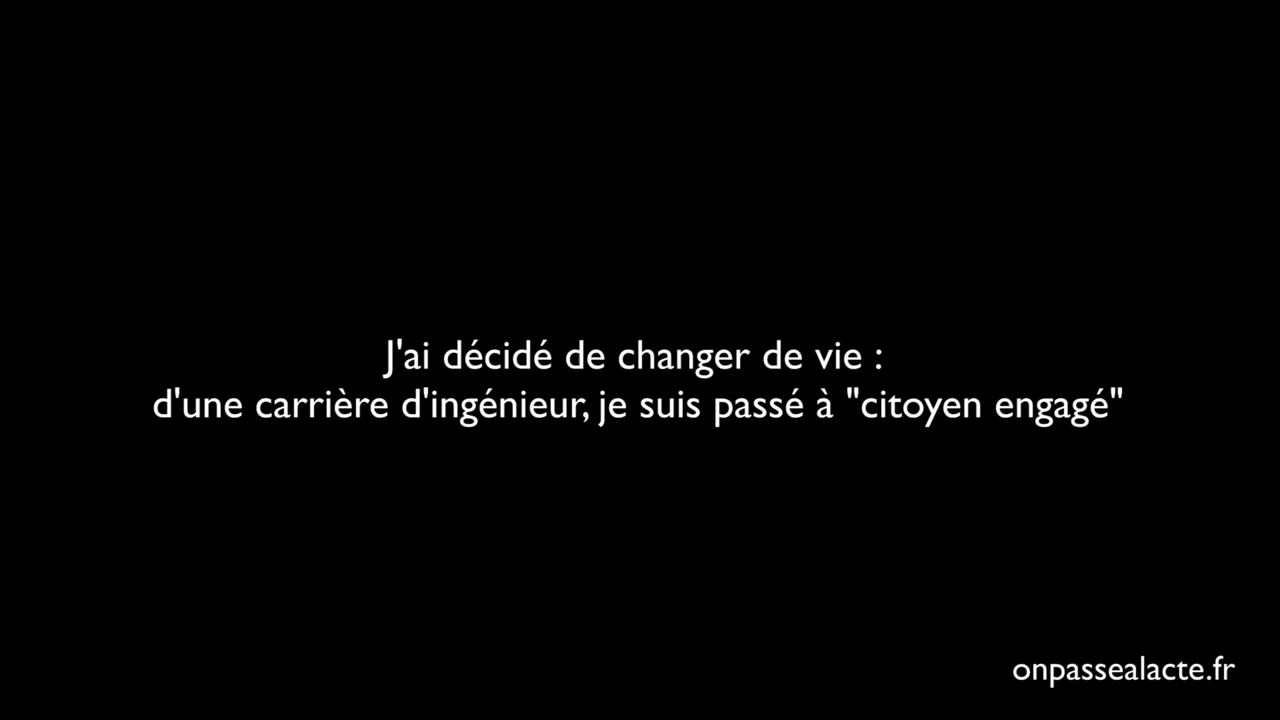 J'ai décidé de changer de vie :
d'une carrière d'ingénieur, je suis passé à "citoyen engagé"
onpassealacte.fr